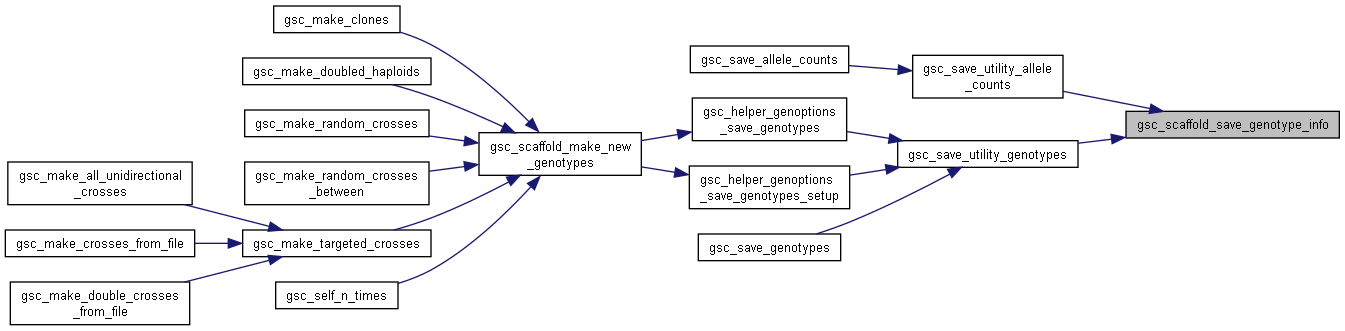 gsc_make_clones
gsc_make_doubled_haploids
gsc_make_random_crosses
gsc_make_random_crosses
_between
gsc_make_all_unidirectional
_crosses
gsc_make_crosses_from_file
gsc_make_double_crosses
_from_file
gsc_make_targeted_crosses
gsc_self_n_times
gsc_scaffold_make_new
_genotypes
gsc_save_allele_counts
gsc_helper_genoptions
_save_genotypes
gsc_helper_genoptions
_save_genotypes_setup
gsc_save_genotypes
gsc_save_utility_allele
_counts
gsc_save_utility_genotypes
gsc_scaffold_save_genotype_info